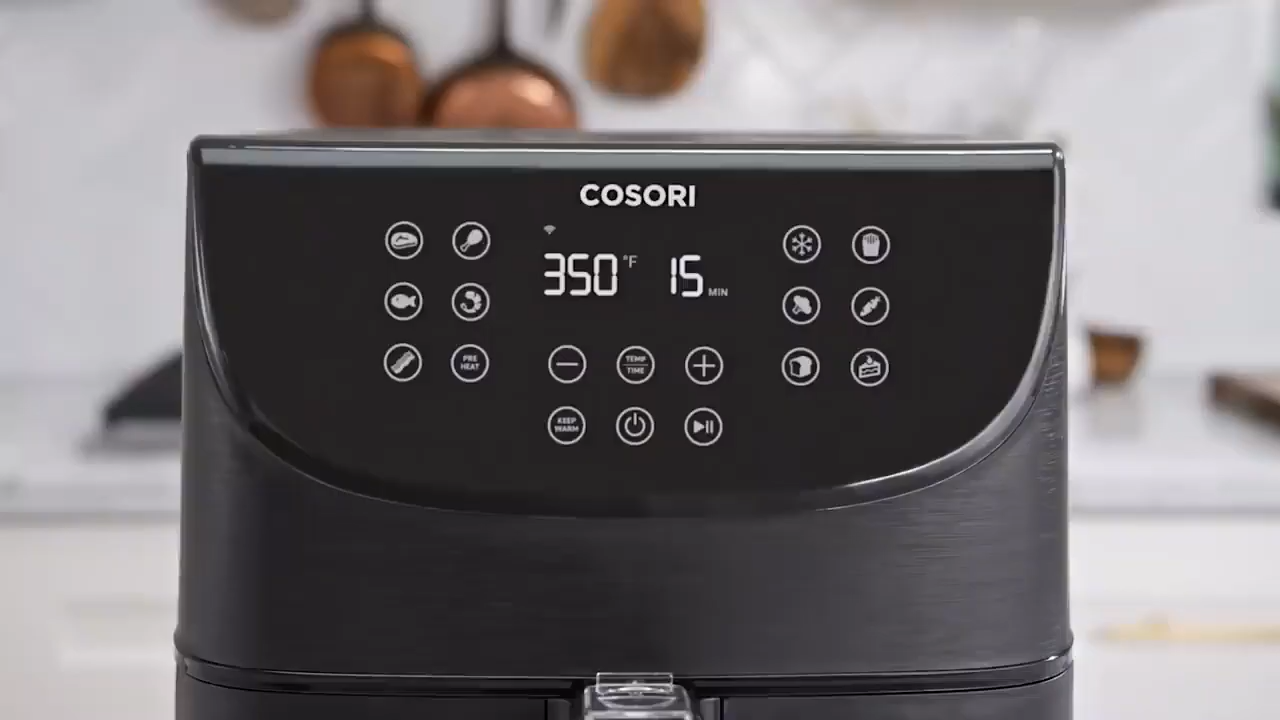 COSORI
350 °F 15 MIN
PRE
HEAT
TEMP
TIME
KEEP
WARM